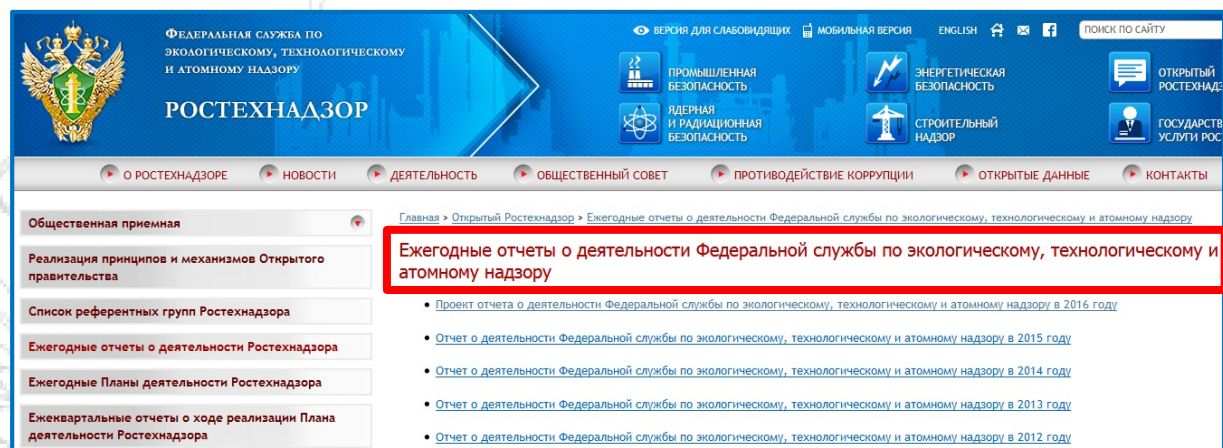 Федеральная служба по
экологическому, технологическому
и атомному надзору
РОСТЕХНАДЗОР
ВЕРСИЯ ДЛЯ СЛАБОВИДЯЩИХ МОБИЛЬНАЯ ВЕРСИЯ ENGLISH ПОИСК ПО САЙТУ
ПРОМЫШЛЕННАЯ
БЕЗОПАСНОСТЬ
ЭНЕРГЕТИЧЕСКАЯ
БЕЗОПАСНОСТЬ
ОТКРЫТЫЙ
РОСТЕХНАДЗ
ЯДЕРНАЯ
И РАДИАЦИОННАЯ
БЕЗОПАСНОСТЬ
СТРОИТЕЛЬНЫЙ
НАДЗОР
ГОСУДАРСТВ
УСЛУГИ РОС
О РОСТЕХНАДЗОРЕ НОВОСТИ ДЕЯТЕЛЬНОСТЬ ОБЩЕСТВЕННЫЙ СОВЕТ ПРОТИВОДЕЙСТВИЕ КОРРУПЦИИ ОТКРЫТЫЕ ДАННЫЕ КОНТАКТЫ
Общественная приемная
Реализация принципов и механизмов Открытого
правительства
Список референтных групп Ростехнадзора
Ежегодные отчеты о деятельности Ростехнадзора
Ежегодные Планы деятельности Ростехнадзора
Ежеквартальные отчеты о ходе реализации Плана
деятельности Ростехнадзора
Главная > Открытый Ростехнадзор > Ежегодные отчеты о деятельности Федеральной службы по экологическому, технологическому и атомному надзору
Ежегодные отчеты о деятельности Федеральной службы по экологическому, технологическому и
атомному надзору
• Проект отчета о деятельности Федеральной службы по экологическому, технологическому и атомному надзору в 2016 году
• Отчет о деятельности Федеральной службы по экологическому, технологическому и атомному надзору в 2015 году
• Отчет о деятельности Федеральной службы по экологическому, технологическому и атомному надзору в 2014 году
• Отчет о деятельности Федеральной службы по экологическому, технологическому и атомному надзору в 2013 году
• Отчет о деятельности Федеральной службы по экологическому, технологическому и атомному надзору в 2012 году